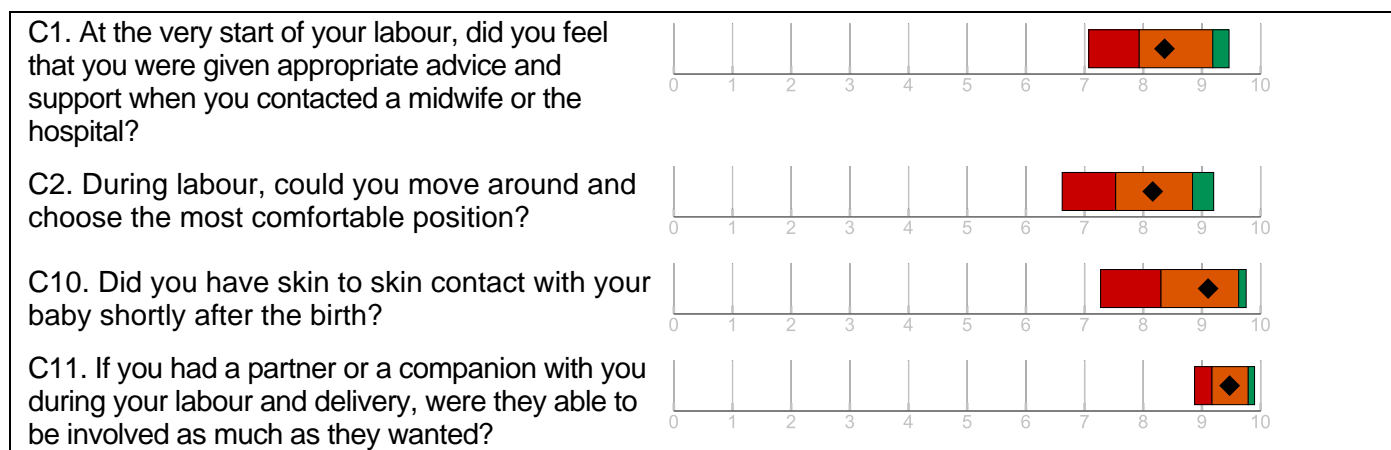 C1. At the very start of your labour, did you feel
that you were given appropriate advice and
support when you contacted a midwife or the
hospital?
0 1 2 3 4 5 6 7 8 9 10
C2. During labour, could you move around and
choose the most comfortable position?
0 1 2 3 4 5 6 7 8 9 10
C10. Did you have skin to skin contact with your
baby shortly after the birth?
0 1 2 3 4 5 6 7 8 9 10
C11. If you had a partner or a companion with you
during your labour and delivery, were they able to
be involved as much as they wanted?
0 1 2 3 4 5 6 7 8 9 10